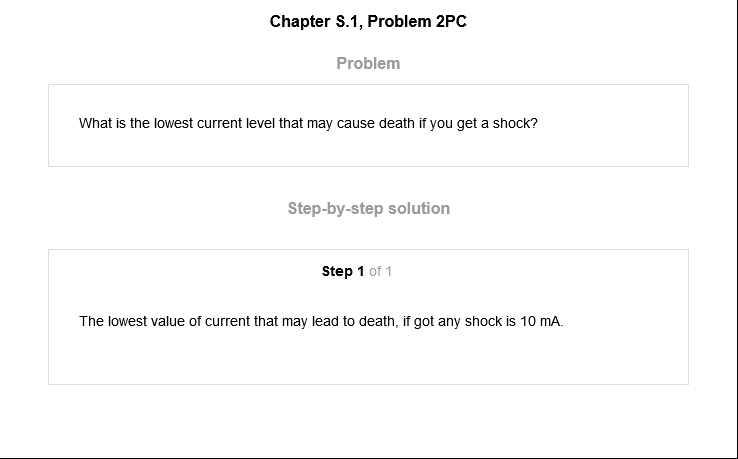 Chapter S.1, Problem 2PC
Problem
What is the lowest current level that may cause death if you get a shock?
Step-by-step solution
Step 1 of 1
The lowest value of current that may lead to death, if got any shock is 10 mA.